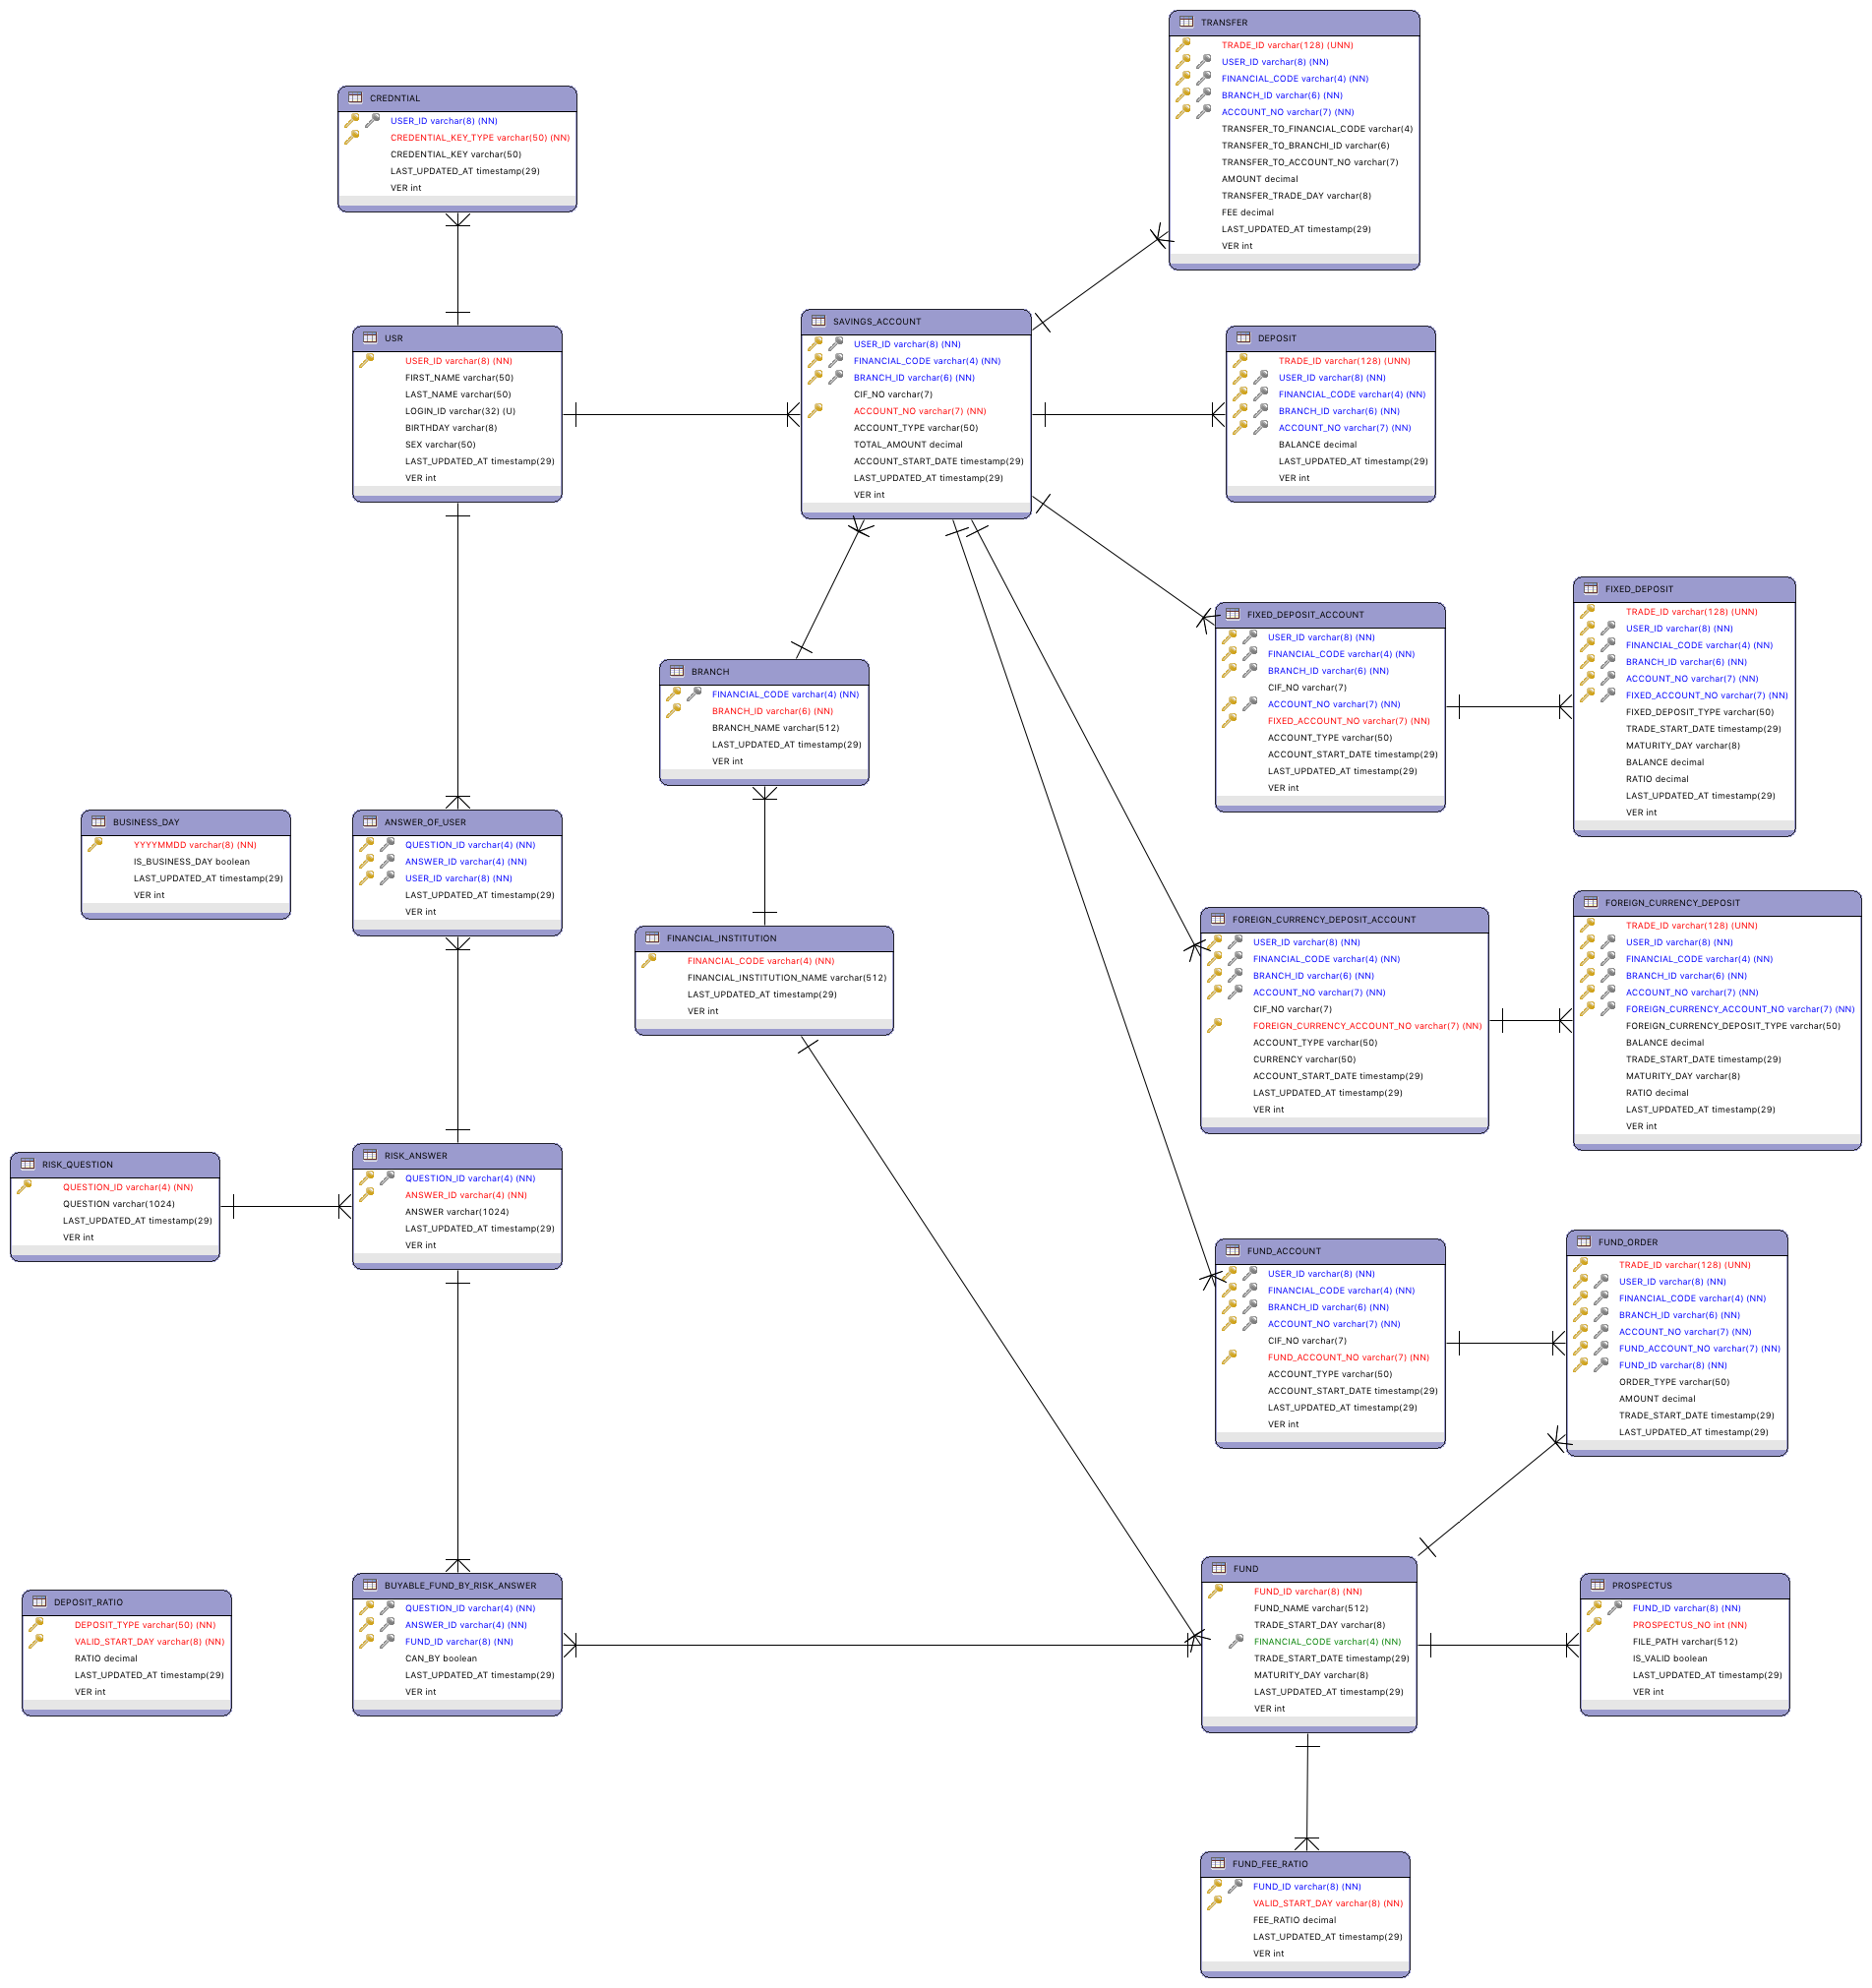 TRANSFER
TRADE_ID varchar(128) (UNN)
USER_ID varchar(8) (NN)
FINANCIAL_CODE varchar(4) (NN)
BRANCH_ID varchar(6) (NN)
ACCOUNT_NO varchar(7) (NN)
TRANSFER_TO_FINANCIAL_CODE varchar(4)
TRANSFER_TO_BRANCHI_ID varchar(6)
TRANSFER_TO_ACCOUNT_NO varchar(7)
AMOUNT decimal
TRANSFER_TRADE_DAY varchar(8)
FEE decimal
LAST_UPDATED_AT timestamp(29)
VER int
CREDNTIAL
USER_ID varchar(8) (NN)
CREDENTIAL_KEY_TYPE varchar(50) (NN)
CREDENTIAL_KEY varchar(50)
LAST_UPDATED_AT timestamp(29)
VER int
USR
USER_ID varchar(8) (NN)
FIRST_NAME varchar(50)
LAST_NAME varchar(50)
LOGIN_ID varchar(32) (U)
BIRTHDAY varchar(8)
SEX varchar(50)
LAST_UPDATED_AT timestamp(29)
VER int
SAVINGS_ACCOUNT
USER_ID varchar(8) (NN)
FINANCIAL_CODE varchar(4) (NN)
BRANCH_ID varchar(6) (NN)
CIF_NO varchar(7)
ACCOUNT_NO varchar(7) (NN)
ACCOUNT_TYPE varchar(50)
TOTAL_AMOUNT decimal
ACCOUNT_START_DATE timestamp(29)
LAST_UPDATED_AT timestamp(29)
VER int
DEPOSIT
TRADE_ID varchar(128) (UNN)
USER_ID varchar(8) (NN)
FINANCIAL_CODE varchar(4) (NN)
BRANCH_ID varchar(6) (NN)
ACCOUNT_NO varchar(7) (NN)
BALANCE decimal
LAST_UPDATED_AT timestamp(29)
VER int
FIXED_DEPOSIT_ACCOUNT
USER_ID varchar(8) (NN)
FINANCIAL_CODE varchar(4) (NN)
BRANCH_ID varchar(6) (NN)
CIF_NO varchar(7)
ACCOUNT_NO varchar(7) (NN)
FIXED_ACCOUNT_NO varchar(7) (NN)
ACCOUNT_TYPE varchar(50)
ACCOUNT_START_DATE timestamp(29)
LAST_UPDATED_AT timestamp(29)
VER int
FIXED_DEPOSIT
TRADE_ID varchar(128) (UNN)
USER_ID varchar(8) (NN)
FINANCIAL_CODE varchar(4) (NN)
BRANCH_ID varchar(6) (NN)
ACCOUNT_NO varchar(7) (NN)
FIXED_ACCOUNT_NO varchar(7) (NN)
FIXED_DEPOSIT_TYPE varchar(50)
TRADE_START_DATE timestamp(29)
MATURITY_DAY varchar(8)
BALANCE decimal
RATIO decimal
LAST_UPDATED_AT timestamp(29)
VER int
BRANCH
FINANCIAL_CODE varchar(4) (NN)
BRANCH_ID varchar(6) (NN)
BRANCH_NAME varchar(512)
LAST_UPDATED_AT timestamp(29)
VER int
BUSINESS_DAY
YYYYMMDD varchar(8) (NN)
IS_BUSINESS_DAY boolean
LAST_UPDATED_AT timestamp(29)
VER int
ANSWER_OF_USER
QUESTION_ID varchar(4) (NN)
ANSWER_ID varchar(4) (NN)
USER_ID varchar(8) (NN)
LAST_UPDATED_AT timestamp(29)
VER int
FINANCIAL_INSTITUTION
FINANCIAL_CODE varchar(4) (NN)
FINANCIAL_INSTITUTION_NAME varchar(512)
LAST_UPDATED_AT timestamp(29)
VER int
FOREIGN_CURRENCY_DEPOSIT_ACCOUNT
USER_ID varchar(8) (NN)
FINANCIAL_CODE varchar(4) (NN)
BRANCH_ID varchar(6) (NN)
ACCOUNT_NO varchar(7) (NN)
CIF_NO varchar(7)
FOREIGN_CURRENCY_ACCOUNT_NO varchar(7) (NN)
ACCOUNT_TYPE varchar(50)
CURRENCY varchar(50)
ACCOUNT_START_DATE timestamp(29)
LAST_UPDATED_AT timestamp(29)
VER int
FOREIGN_CURRENCY_DEPOSIT
TRADE_ID varchar(128) (UNN)
USER_ID varchar(8) (NN)
FINANCIAL_CODE varchar(4) (NN)
BRANCH_ID varchar(6) (NN)
ACCOUNT_NO varchar(7) (NN)
FOREIGN_CURRENCY_ACCOUNT_NO varchar(7) (NN)
FOREIGN_CURRENCY_DEPOSIT_TYPE varchar(50)
BALANCE decimal
TRADE_START_DATE timestamp(29)
MATURITY_DAY varchar(8)
RATIO decimal
LAST_UPDATED_AT timestamp(29)
VER int
RISK_QUESTION
QUESTION_ID varchar(4) (NN)
QUESTION varchar(1024)
LAST_UPDATED_AT timestamp(29)
VER int
RISK_ANSWER
QUESTION_ID varchar(4) (NN)
ANSWER_ID varchar(4) (NN)
ANSWER varchar(1024)
LAST_UPDATED_AT timestamp(29)
VER int
FUND_ACCOUNT
USER_ID varchar(8) (NN)
FINANCIAL_CODE varchar(4) (NN)
BRANCH_ID varchar(6) (NN)
ACCOUNT_NO varchar(7) (NN)
CIF_NO varchar(7)
FUND_ACCOUNT_NO varchar(7) (NN)
ACCOUNT_TYPE varchar(50)
ACCOUNT_START_DATE timestamp(29)
LAST_UPDATED_AT timestamp(29)
VER int
FUND_ORDER
TRADE_ID varchar(128) (UNN)
USER_ID varchar(8) (NN)
FINANCIAL_CODE varchar(4) (NN)
BRANCH_ID varchar(6) (NN)
ACCOUNT_NO varchar(7) (NN)
FUND_ACCOUNT_NO varchar(7) (NN)
FUND_ID varchar(8) (NN)
ORDER_TYPE varchar(50)
AMOUNT decimal
TRADE_START_DATE timestamp(29)
LAST_UPDATED_AT timestamp(29)
DEPOSIT_RATIO
DEPOSIT_TYPE varchar(50) (NN)
VALID_START_DAY varchar(8) (NN)
RATIO decimal
LAST_UPDATED_AT timestamp(29)
VER int
BUYABLE_FUND_BY_RISK_ANSWER
QUESTION_ID varchar(4) (NN)
ANSWER_ID varchar(4) (NN)
FUND_ID varchar(8) (NN)
CAN_BY boolean
LAST_UPDATED_AT timestamp(29)
VER int
FUND
FUND_ID varchar(8) (NN)
FUND_NAME varchar(512)
TRADE_START_DAY varchar(8)
FINANCIAL_CODE varchar(4) (NN)
TRADE_START_DATE timestamp(29)
MATURITY_DAY varchar(8)
LAST_UPDATED_AT timestamp(29)
VER int
PROSPECTUS
FUND_ID varchar(8) (NN)
PROSPECTUS_NO int (NN)
FILE_PATH varchar(512)
IS_VALID boolean
LAST_UPDATED_AT timestamp(29)
VER int
FUND_FEE_RATIO
FUND_ID varchar(8) (NN)
VALID_START_DAY varchar(8) (NN)
FEE_RATIO decimal
LAST_UPDATED_AT timestamp(29)
VER int